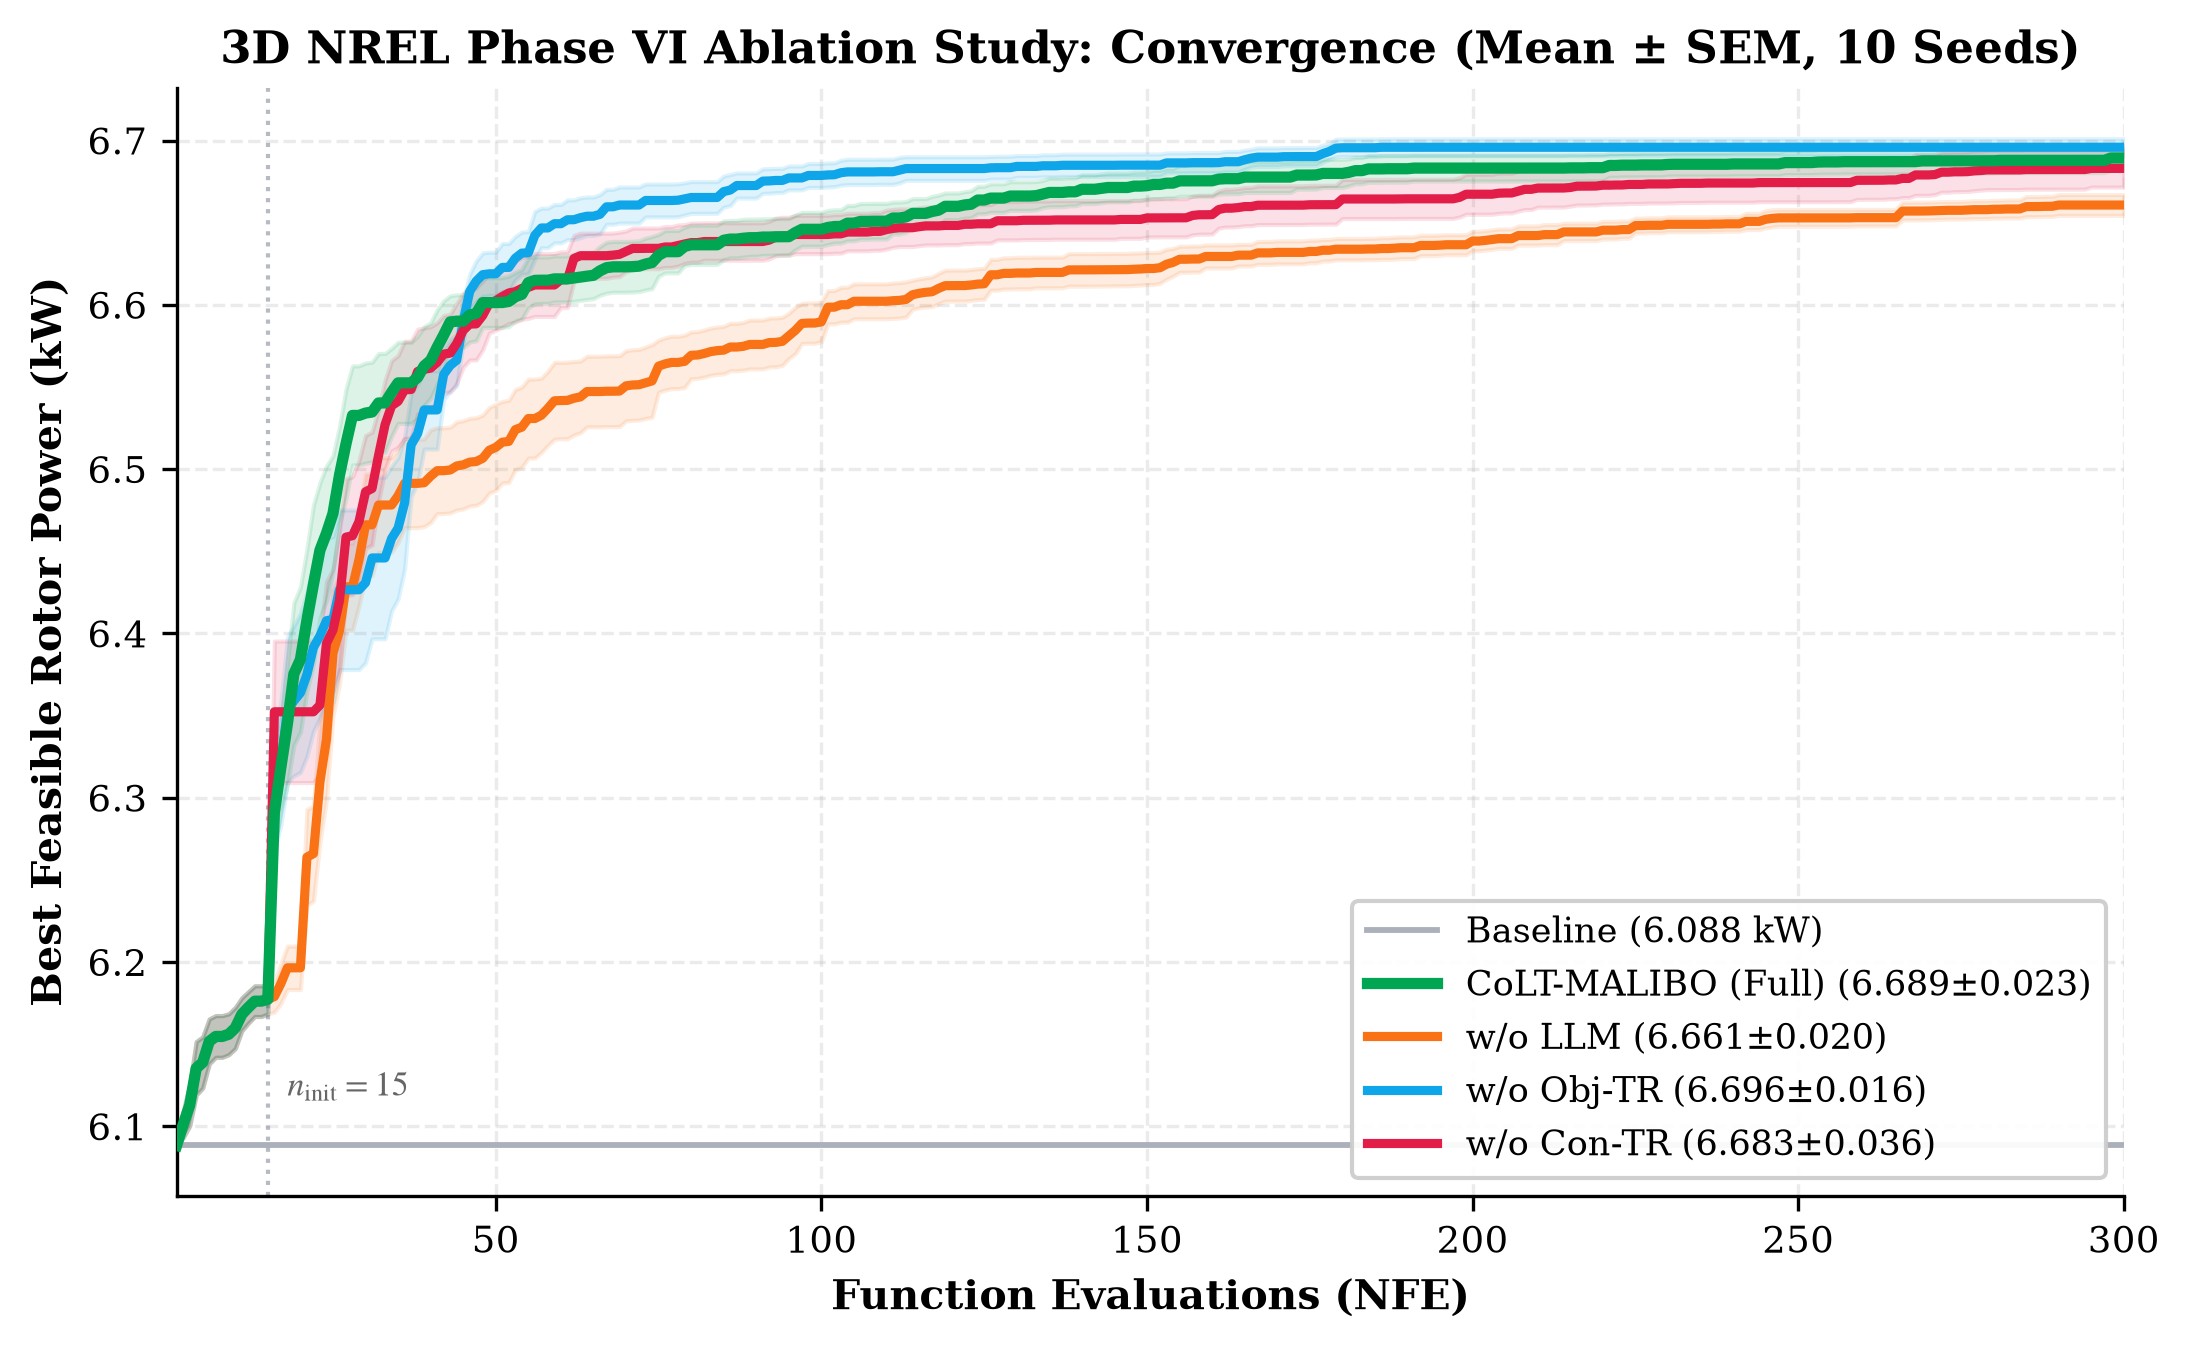 3D NREL Phase VI Ablation Study: Convergence (Mean ± SEM, 10 Seeds)
Best Feasible Rotor Power (kW)
6.7
6.6
6.5
6.4
6.3
6.2
6.1
n_init = 15
Baseline (6.088 kW)
CoLT-MALIBO (Full) (6.689±0.023)
w/o LLM (6.661±0.020)
w/o Obj-TR (6.696±0.016)
w/o Con-TR (6.683±0.036)
50
100
150
200
250
300
Function Evaluations (NFE)